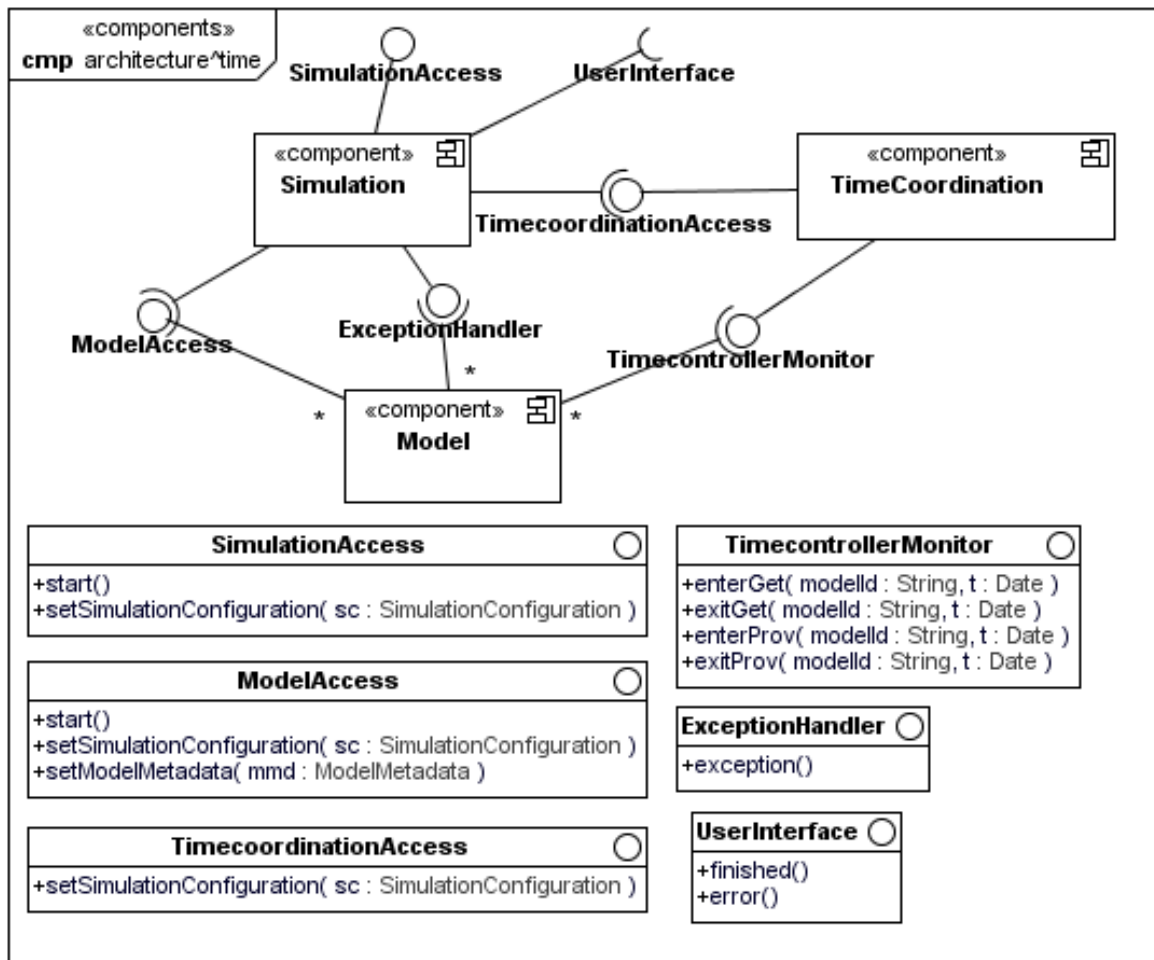 «components»
cmp architecture^time
SimulationAccess
UserInterface
«component»
Simulation
«component»
TimeCoordination
TimecoordinationAccess
ModelAccess
ExceptionHandler
TimecontrollerMonitor
*
*
*
«component»
Model
SimulationAccess
+start()
+setSimulationConfiguration( sc : SimulationConfiguration )
TimecontrollerMonitor
+enterGet( modelId : String, t : Date )
+exitGet( modelId : String, t : Date )
+enterProv( modelId : String, t : Date )
+exitProv( modelId : String, t : Date )
ModelAccess
+start()
+setSimulationConfiguration( sc : SimulationConfiguration )
+setModelMetadata( mmd : ModelMetadata )
ExceptionHandler
+exception()
TimecoordinationAccess
+setSimulationConfiguration( sc : SimulationConfiguration )
UserInterface
+finished()
+error()